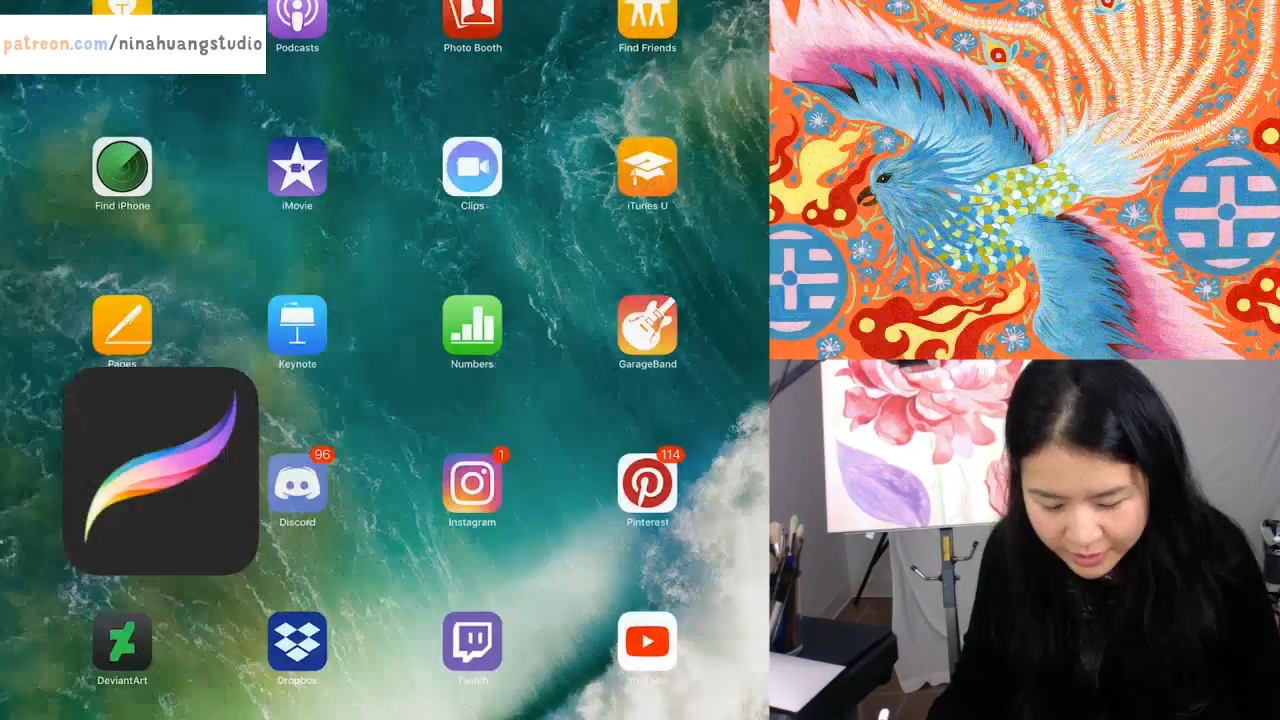 patreon.com/ninahuangstudio
Podcasts
Photo Booth
Find Friends
Find iPhone
iMovie
Clips
iTunes U
Pages
Keynote
Numbers
GarageBand
96
1
114
Discord
Instagram
Pinterest
DeviantArt
Dropbox
Twitch
YouTube